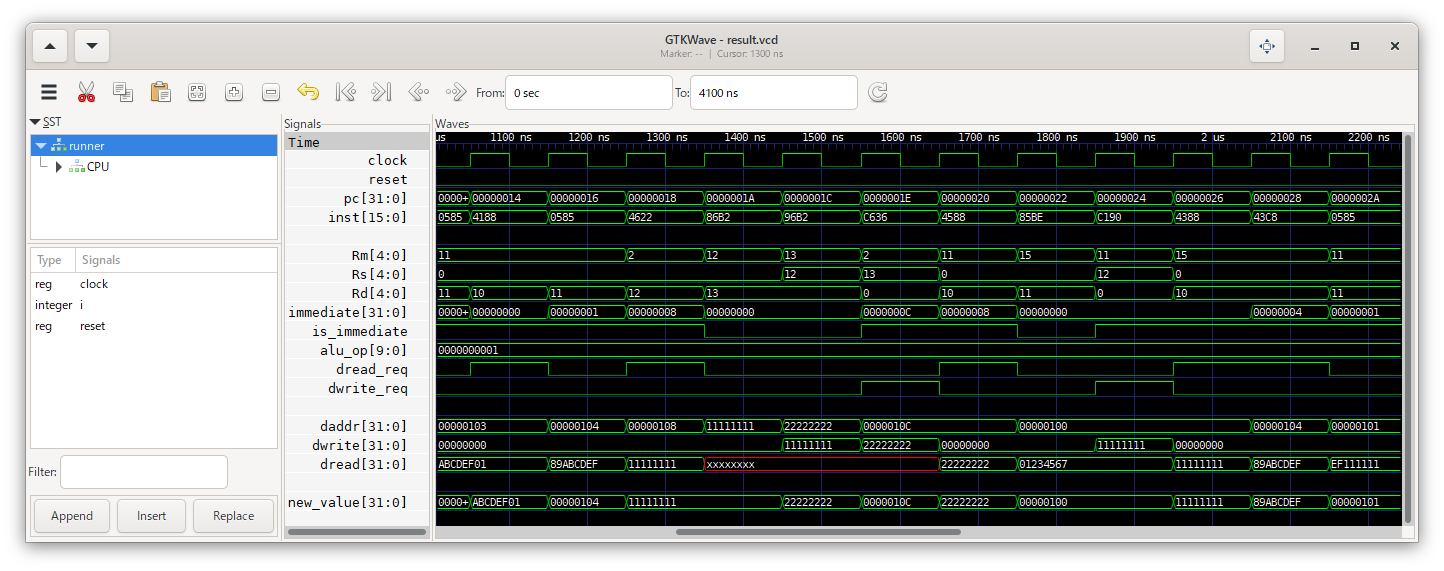 GTKWave - result.vcd
Marker: -- | Cursor: 1300 ns
From: 0 sec To: 4100 ns
SST
runner
CPU
Type Signals
reg clock
integer i
reg reset
Filter:
Append Insert Replace
Signals
Time
clock
reset
pc[31:0]
inst[15:0]
Rm[4:0]
Rs[4:0]
Rd[4:0]
immediate[31:0]
is_immediate
alu_op[9:0]
dread_req
dwrite_req
daddr[31:0]
dwrite[31:0]
dread[31:0]
new_value[31:0]
Waves
us 1100 ns 1200 ns 1300 ns 1400 ns 1500 ns 1600 ns 1700 ns 1800 ns 1900 ns 2 us 2100 ns 2200 ns
0000+ 00000014 00000016 00000018 0000001A 0000001C 0000001E 00000020 00000022 00000024 00000026 00000028 0000002A
0585 4188 0585 4622 86B2 96B2 C636 4588 85BE C190 4388 43C8 0585
11 2 12 13 2 11 15 11 15 11
0 12 13 0 12 0
11 10 11 12 13 0 10 11 0 10 11
0000+ 00000000 00000001 00000008 00000000 0000000C 00000008 00000000 00000004 00000001
0000000001
00000103 00000104 00000108 11111111 22222222 0000010C 00000100 00000104 00000101
00000000 11111111 22222222 00000000 11111111 00000000
ABCDEF01 89ABCDEF 11111111 xxxxxxxx 22222222 01234567 11111111 89ABCDEF EF111111
0000+ ABCDEF01 00000104 11111111 22222222 0000010C 22222222 00000100 11111111 89ABCDEF 00000101